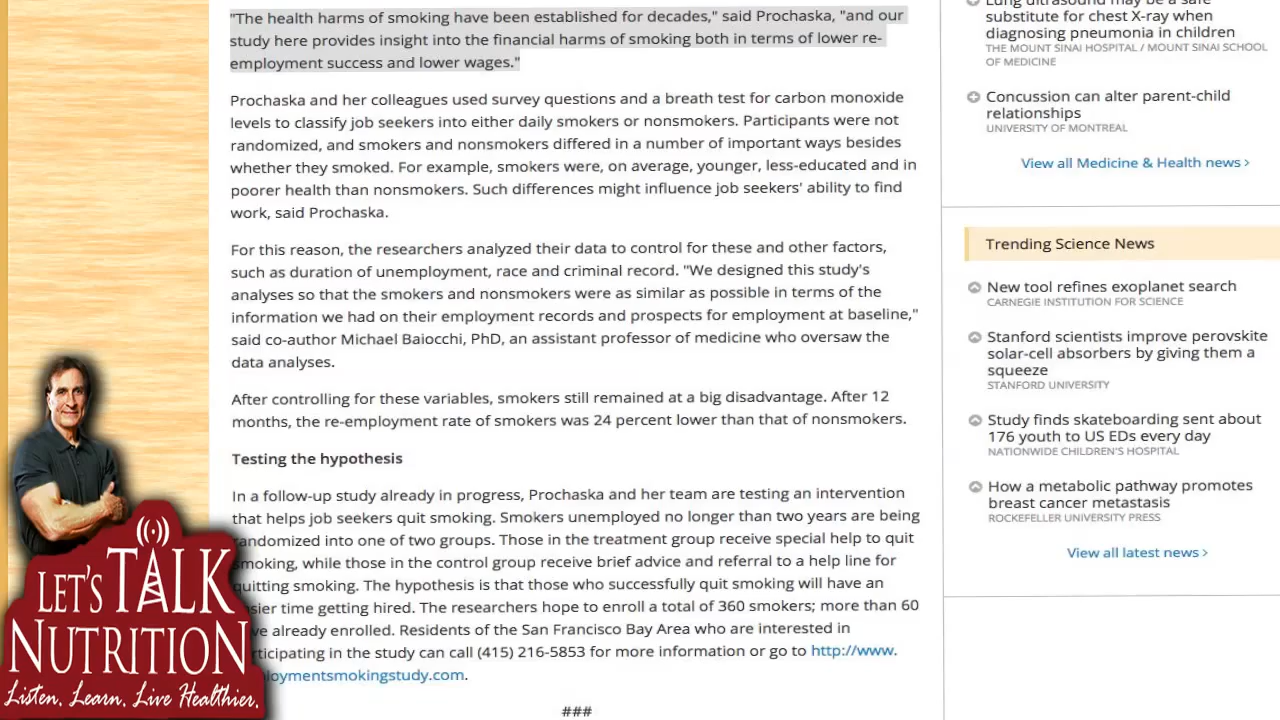 "The health harms of smoking have been established for decades," said Prochaska, "and our
study here provides insight into the financial harms of smoking both in terms of lower re-
employment success and lower wages."
Prochaska and her colleagues used survey questions and a breath test for carbon monoxide
levels to classify job seekers into either daily smokers or nonsmokers. Participants were not
randomized, and smokers and nonsmokers differed in a number of important ways besides
whether they smoked. For example, smokers were, on average, younger, less-educated and in
poorer health than nonsmokers. Such differences might influence job seekers' ability to find
work, said Prochaska.
For this reason, the researchers analyzed their data to control for these and other factors,
such as duration of unemployment, race and criminal record. "We designed this study's
analyses so that the smokers and nonsmokers were as similar as possible in terms of the
information we had on their employment records and prospects for employment at baseline,"
said co-author Michael Baiocchi, PhD, an assistant professor of medicine who oversaw the
data analyses.
After controlling for these variables, smokers still remained at a big disadvantage. After 12
months, the re-employment rate of smokers was 24 percent lower than that of nonsmokers.
Testing the hypothesis
In a follow-up study already in progress, Prochaska and her team are testing an intervention
that helps job seekers quit smoking. Smokers unemployed no longer than two years are being
randomized into one of two groups. Those in the treatment group receive special help to quit
smoking, while those in the control group receive brief advice and referral to a help line for
quitting smoking. The hypothesis is that those who successfully quit smoking will have an
easier time getting hired. The researchers hope to enroll a total of 360 smokers; more than 60
already enrolled. Residents of the San Francisco Bay Area who are interested in
participating in the study can call (415) 216-5853 for more information or go to http://www.
loymentsmokingstudy.com.
###
Lung ultrasound may be a safe
substitute for chest X-ray when
diagnosing pneumonia in children
THE MOUNT SINAI HOSPITAL / MOUNT SINAI SCHOOL
OF MEDICINE
Concussion can alter parent-child
relationships
UNIVERSITY OF MONTREAL
View all Medicine & Health news >
Trending Science News
New tool refines exoplanet search
CARNEGIE INSTITUTION FOR SCIENCE
Stanford scientists improve perovskite
solar-cell absorbers by giving them a
squeeze
STANFORD UNIVERSITY
Study finds skateboarding sent about
176 youth to US EDs every day
NATIONWIDE CHILDREN'S HOSPITAL
How a metabolic pathway promotes
breast cancer metastasis
ROCKEFELLER UNIVERSITY PRESS
View all latest news >
LET'S TALK
NUTRITION
Listen. Learn. Live Healthier.